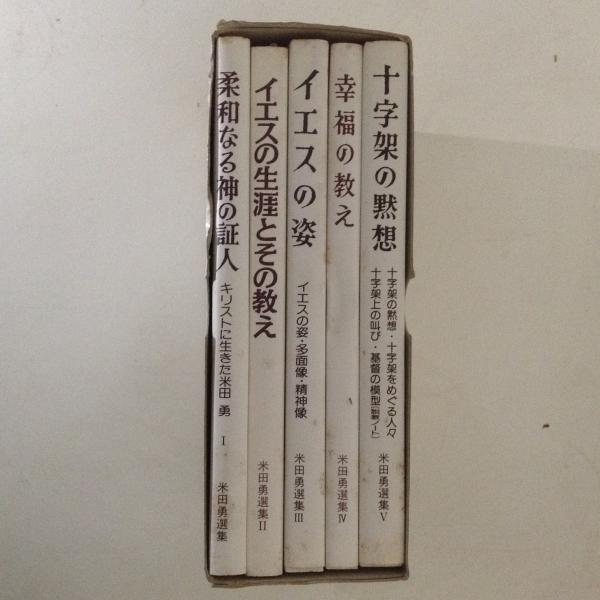 柔和なる神の証人
キリストに生きた米田 勇
I
米田勇選集
イエスの生涯とその教え
米田勇選集II
イエスの姿
イエスの姿・多面像・精神像
米田勇選集III
幸福の教え
米田勇選集IV
十字架の黙想
十字架の黙想・十字架をめぐる人々
十字架上の叫び・基督の模型
米田勇選集V